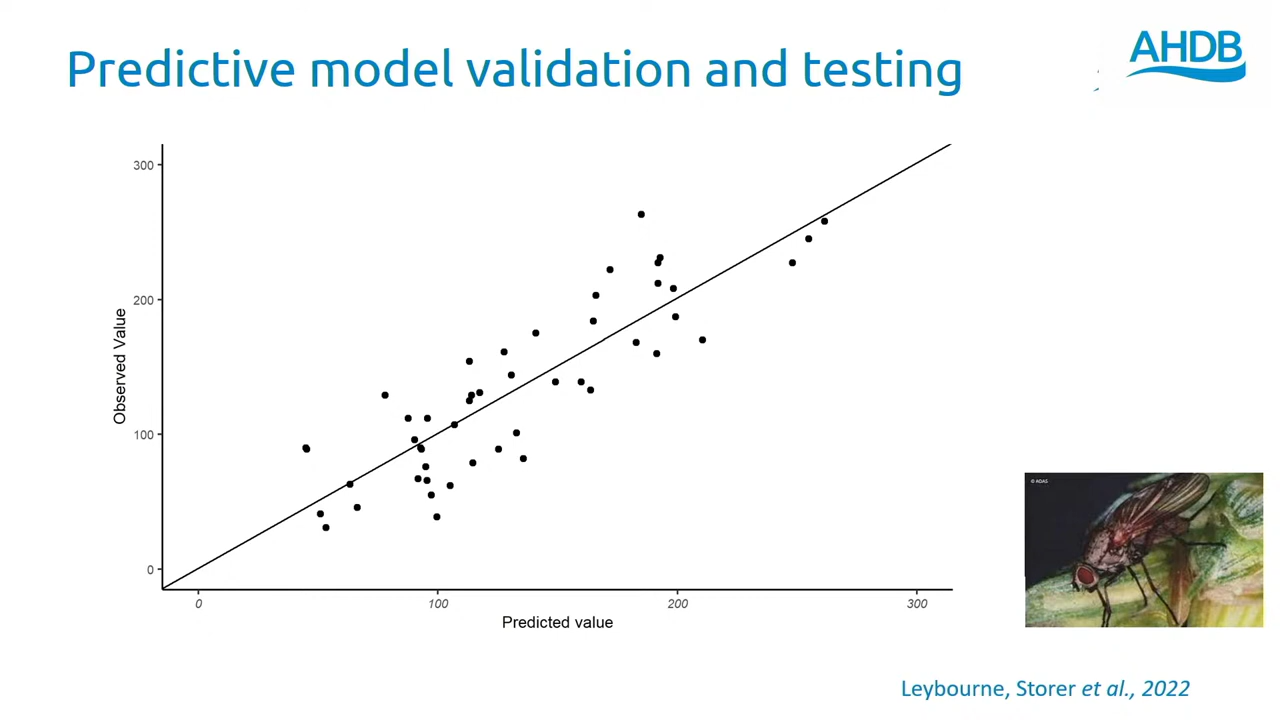 Predictive model validation and testing
AHDB
300
200
100
0
Observed Value
0 100 200 300
Predicted value
© ADAS
Leybourne, Storer et al., 2022